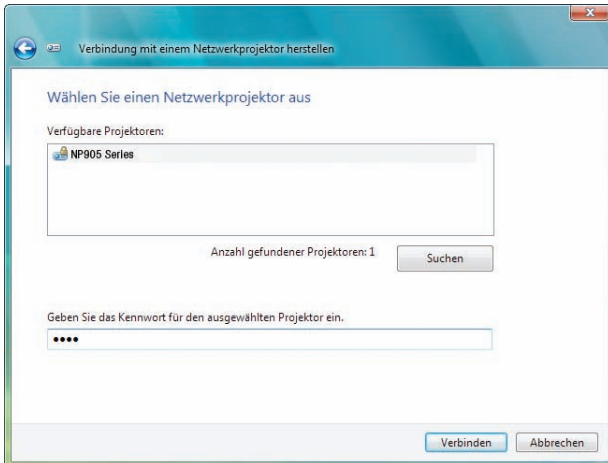 Verbindung mit einem Netzwerkprojektor herstellen
Wählen Sie einen Netzwerkprojektor aus
Verfügbare Projektoren:
NP905 Series
Anzahl gefundener Projektoren: 1
Suchen
Geben Sie das Kennwort für den ausgewählten Projektor ein.
••••
Verbinden
Abbrechen